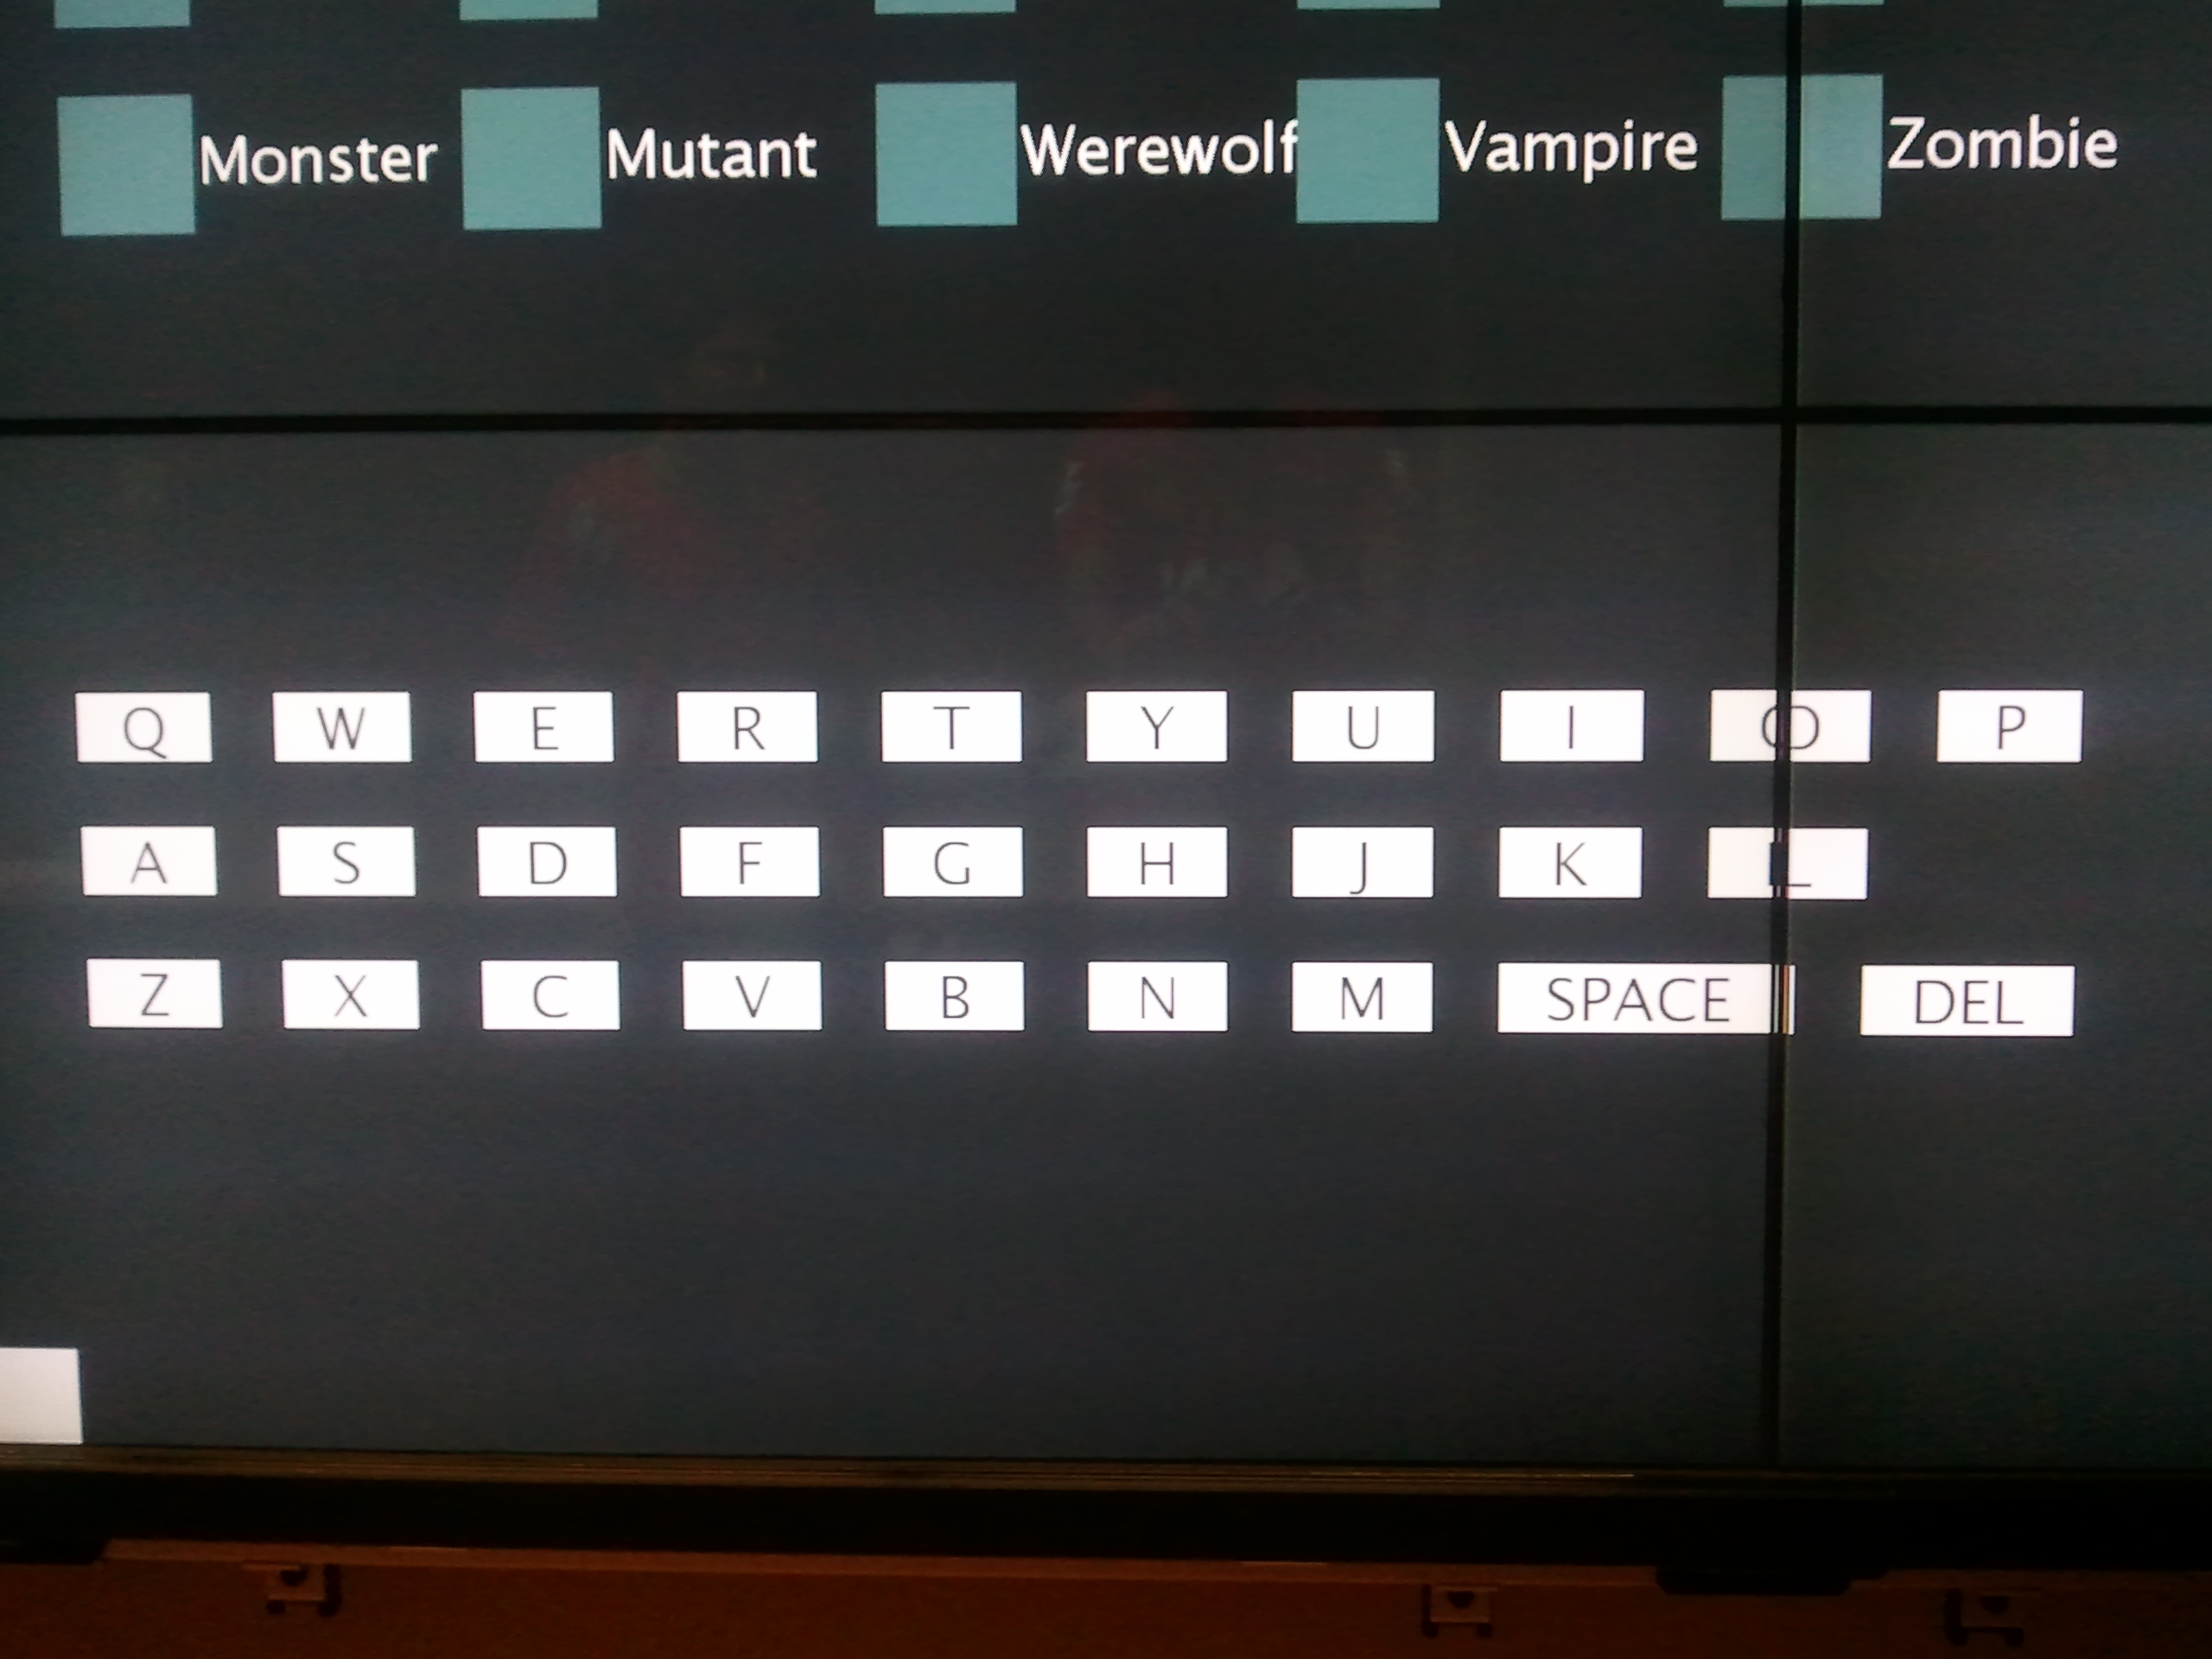 Monster Mutant Werewolf Vampire Zombie
Q W E R T Y U I O P
A S D F G H J K L
Z X C V B N M SPACE DEL